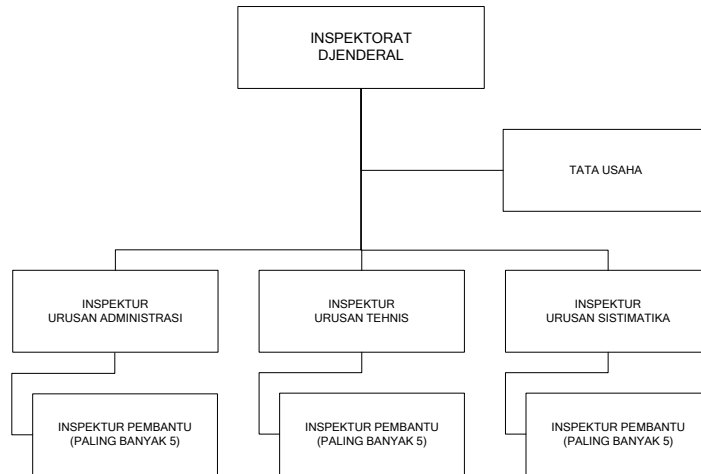 INSPEKTORAT
DJENDERAL
TATA USAHA
INSPEKTUR
URUSAN ADMINISTRASI
INSPEKTUR
URUSAN TEHNIS
INSPEKTUR
URUSAN SISTIMATIKA
INSPEKTUR PEMBANTU
(PALING BANYAK 5)
INSPEKTUR PEMBANTU
(PALING BANYAK 5)
INSPEKTUR PEMBANTU
(PALING BANYAK 5)